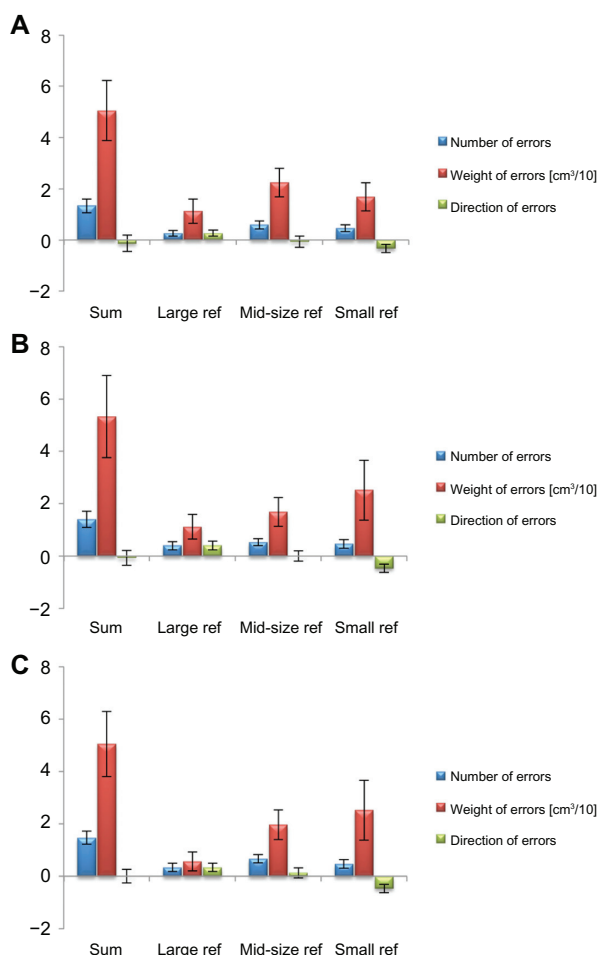 A
8
6
4
2
0
−2
Sum Large ref Mid-size ref Small ref
Number of errors
Weight of errors [cm³/10]
Direction of errors
B
8
6
4
2
0
−2
Sum Large ref Mid-size ref Small ref
Number of errors
Weight of errors [cm³/10]
Direction of errors
C
8
6
4
2
0
−2
Sum Large ref Mid-size ref Small ref
Number of errors
Weight of errors [cm³/10]
Direction of errors